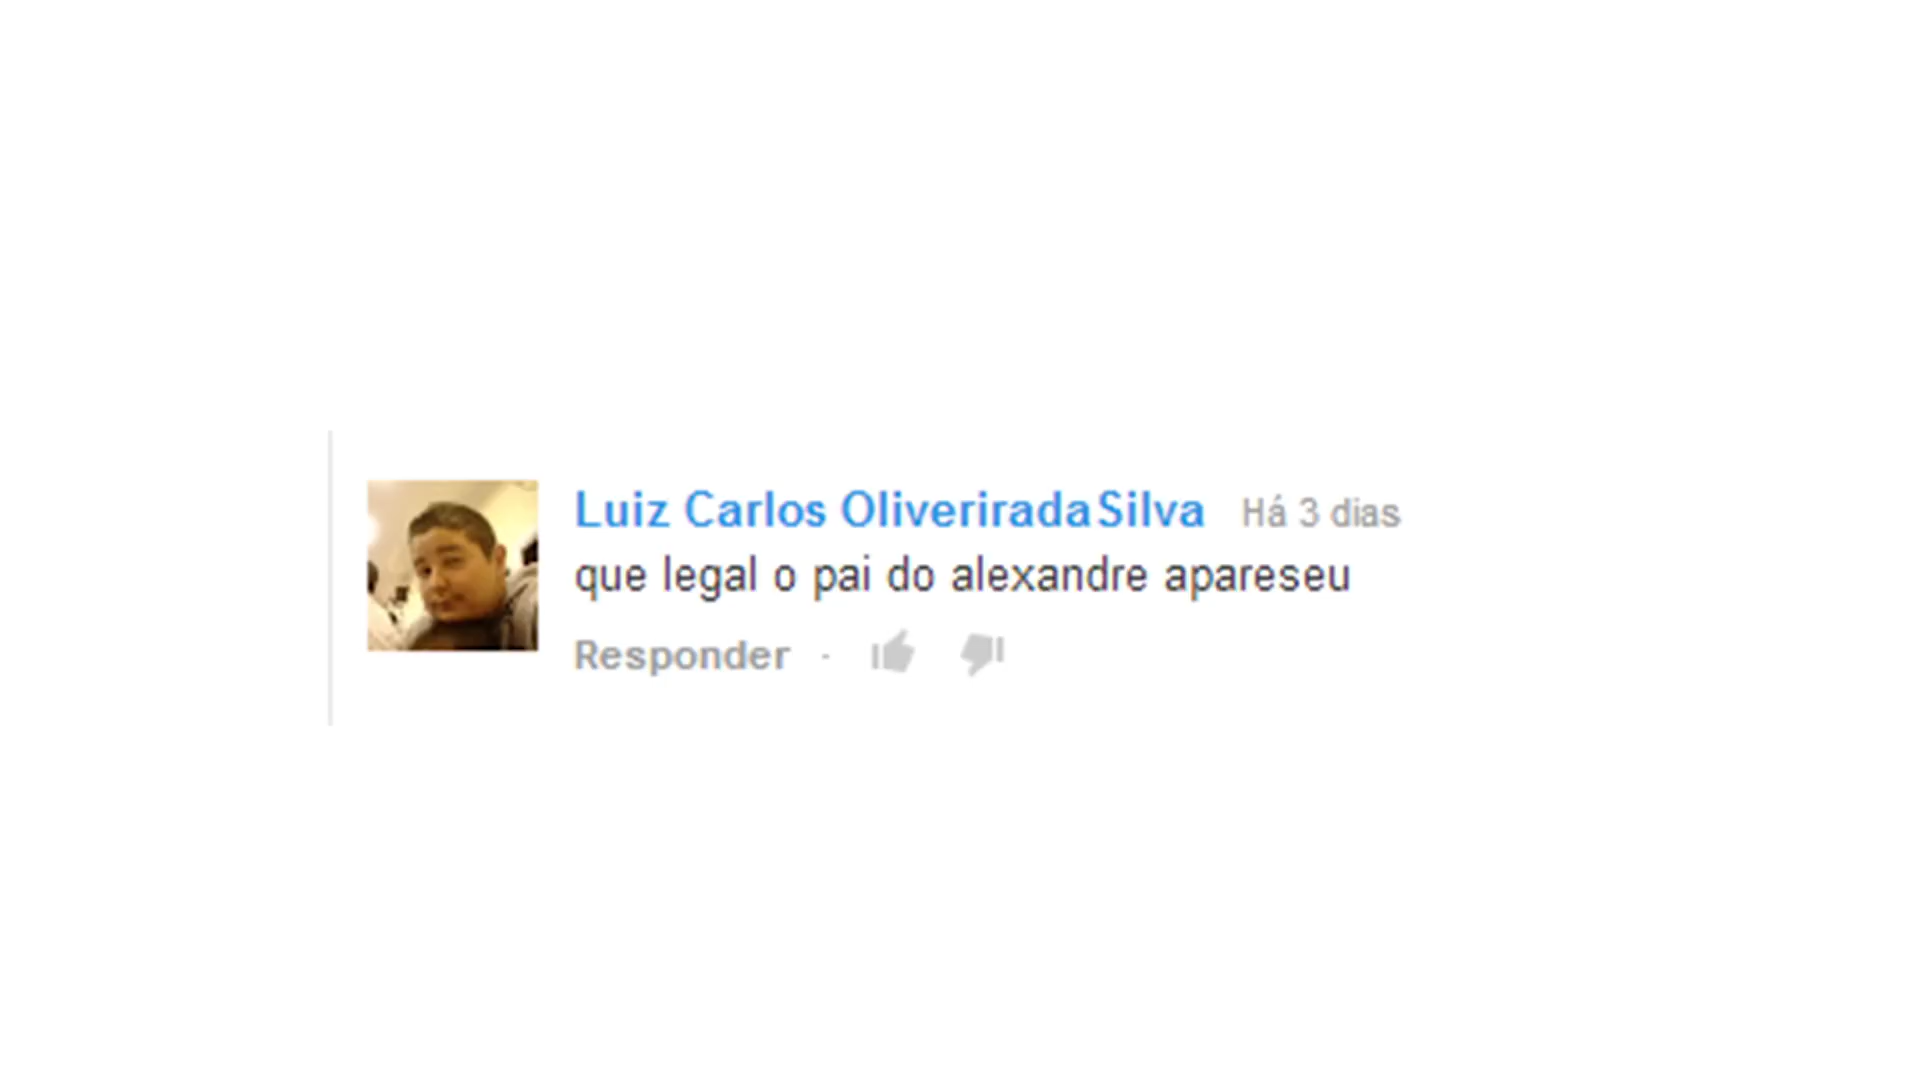 Luiz Carlos OliveriradaSilva Há 3 dias
que legal o pai do alexandre apareseu
Responder ·